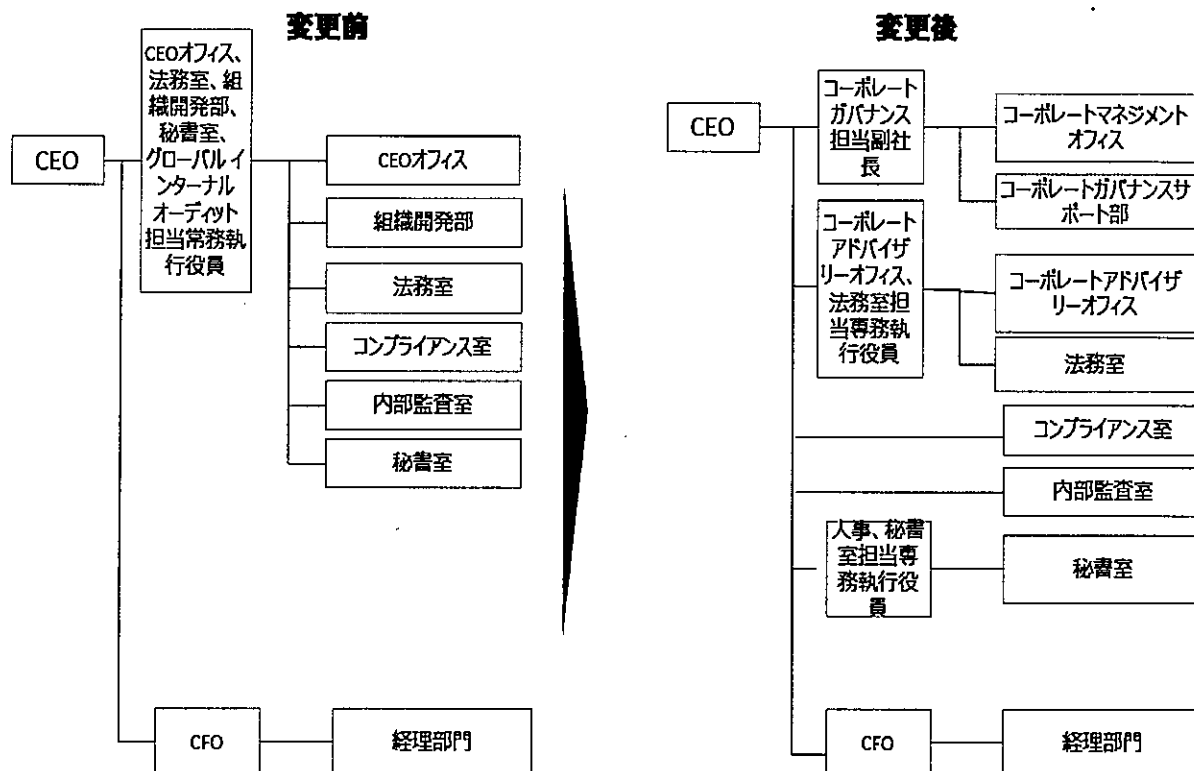 変更前
CEO
CEOオフィス、
法務室、組
織開発部、
秘書室、
グローバルイ
ンターナル
オーディット
担当常務執
行役員
CEOオフィス
組織開発部
法務室
コンプライアンス室
内部監査室
秘書室
CFO
経理部門
変更後
CEO
コーポレート
ガバナンス
担当副社
長
コーポレートマネジメント
オフィス
コーポレートガバナンスサ
ポート部
コーポレート
アドバイザ
リーオフィス、
法務室担
当専務執
行役員
コーポレートアドバイザ
リーオフィス
法務室
コンプライアンス室
内部監査室
人事、秘書
室担当専
務執行役
員
秘書室
CFO
経理部門